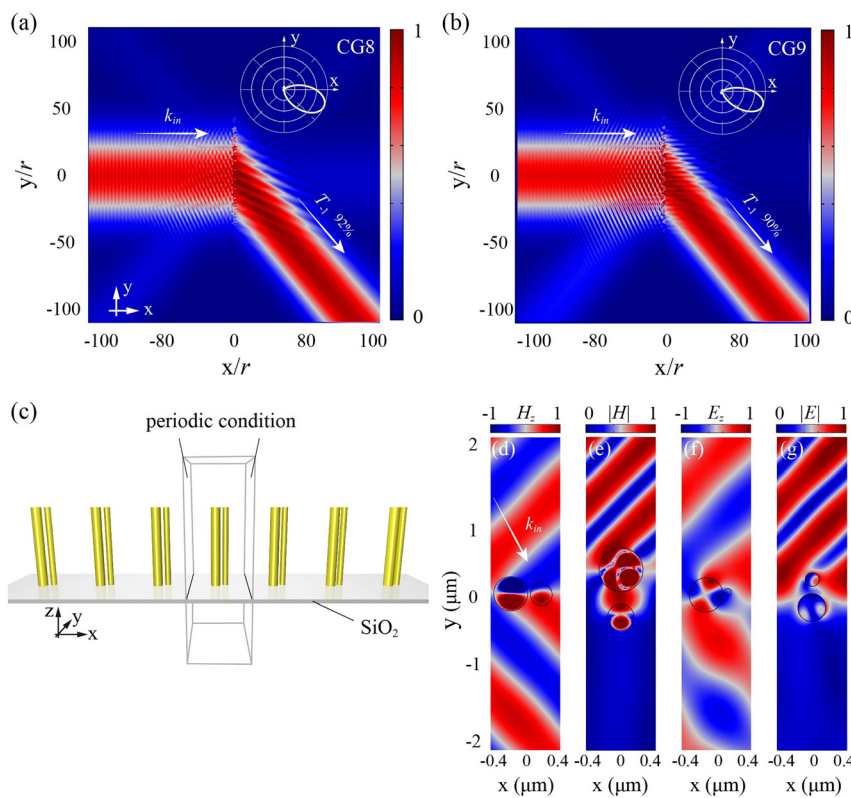 (a)
(b)
100
50
0
-50
-100
y/r
-100
-80
0
80
100
x/r
y
x
CG8
k_in
T_-1 92%
y
x
1
0
100
50
0
-50
-100
y/r
-100
-80
0
80
100
x/r
y
x
CG9
k_in
T_-1 90%
1
0
(c)
periodic condition
z
y
x
SiO₂
-1 H_z 1
0 |H| 1
-1 E_z 1
0 |E| 1
(d)
(e)
(f)
(g)
k_in
2
1
0
-1
-2
y (μm)
-0.4 0 0.4
-0.4 0 0.4
-0.4 0 0.4
-0.4 0 0.4
x (μm)
x (μm)
x (μm)
x (μm)